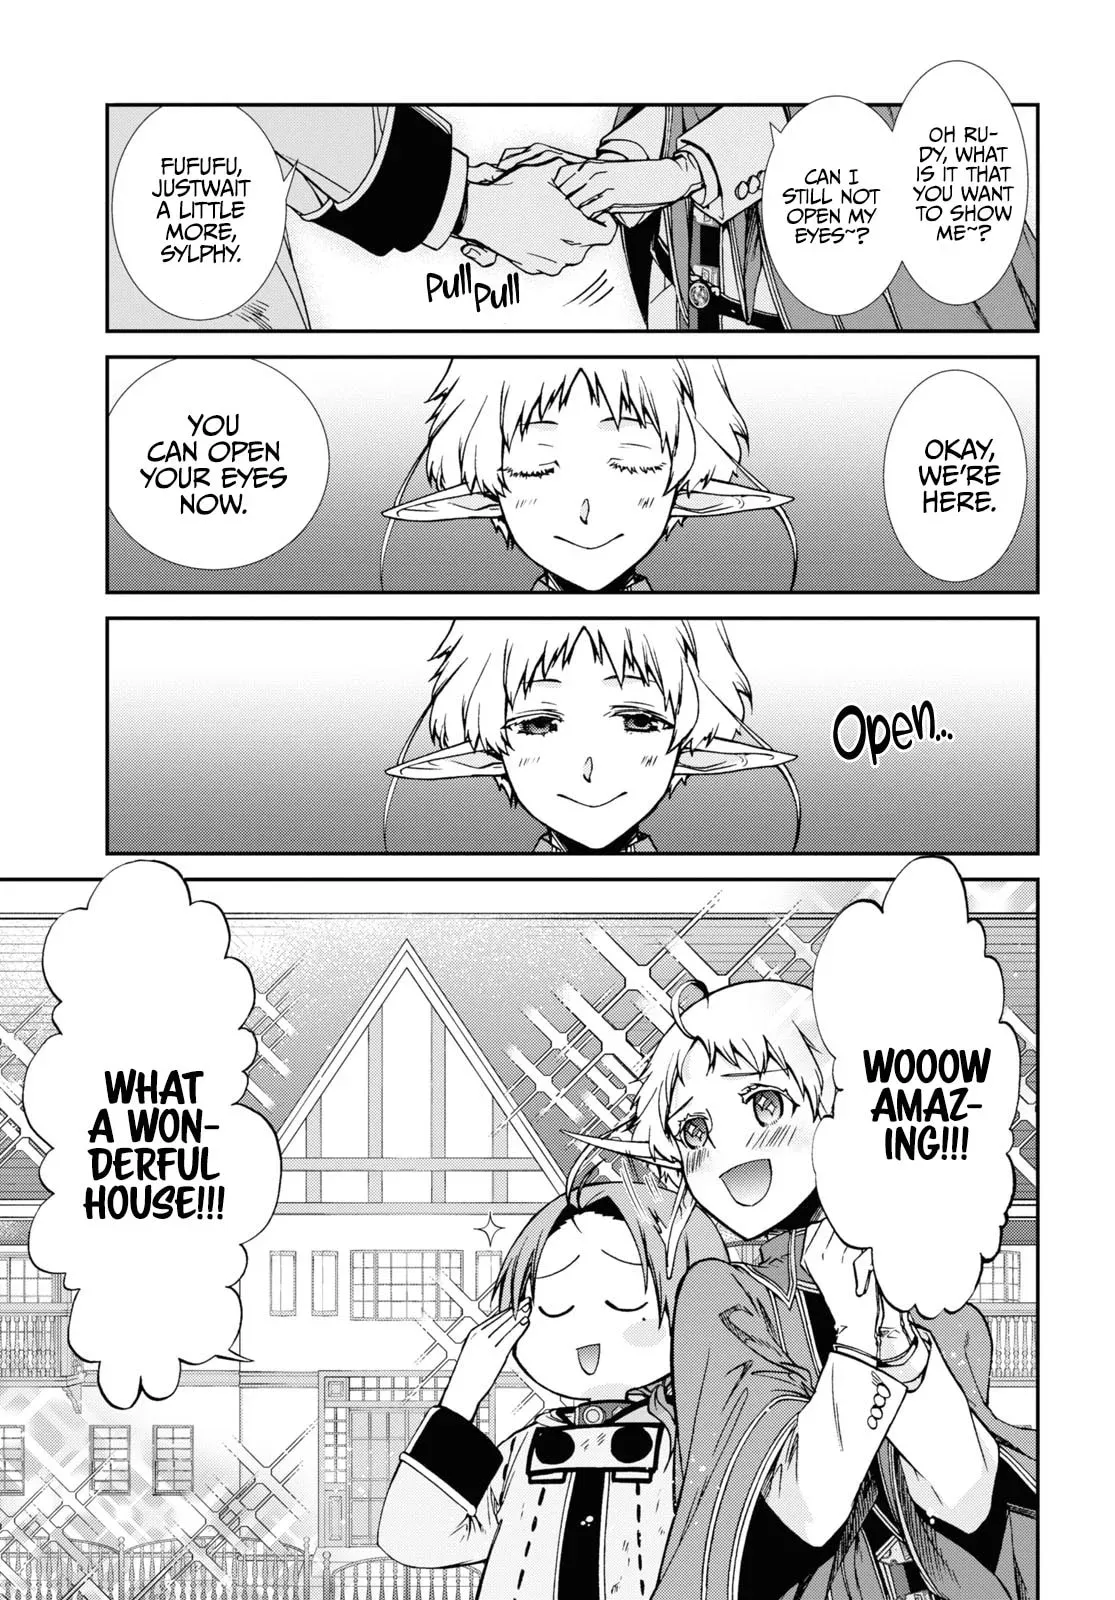 OH RU-
DY, WHAT
IS IT THAT
YOU WANT
TO SHOW
ME~?
CAN I
STILL NOT
OPEN MY
EYES~?
FUFUFU,
JUSTWAIT
A LITTLE
MORE,
SYLPHY.
Pull
Pull
OKAY,
WE'RE
HERE.
YOU
CAN OPEN
YOUR EYES
NOW.
Open...
WOOOW
AMAZ-
ING!!!
WHAT
A WON-
DERFUL
HOUSE!!!